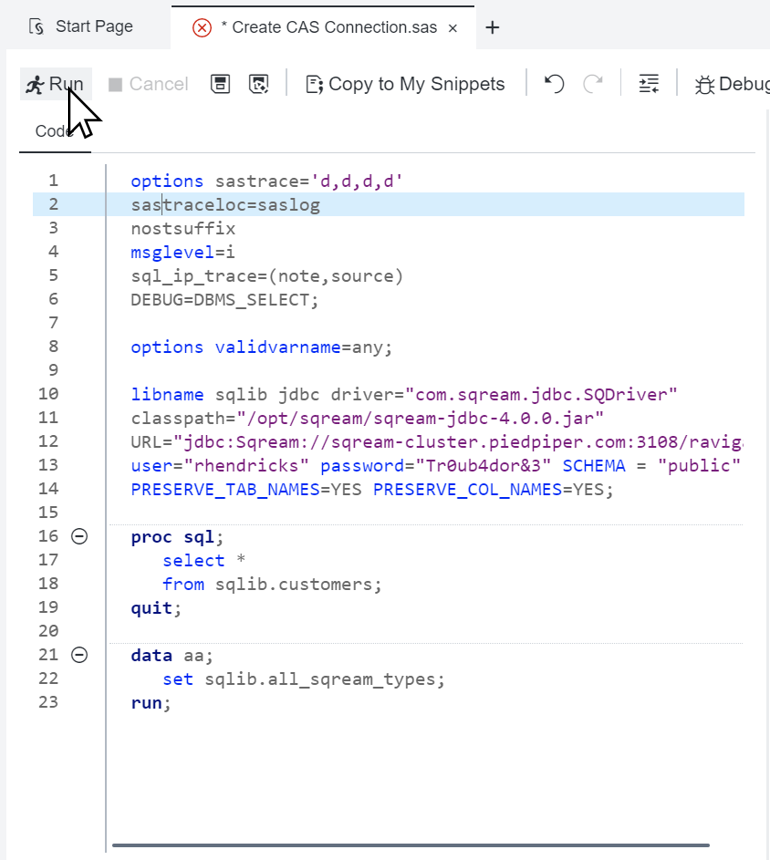 Start Page
* Create CAS Connection.sas × +
Run Cancel Copy to My Snippets Debug
Code
1 options sastrace='d,d,d,d'
2 sastraceloc=saslog
3 nostsuffix
4 msglevel=i
5 sql_ip_trace=(note,source)
6 DEBUG=DBMS_SELECT;
7
8 options validvarname=any;
9
10 libname sqlib jdbc driver="com.sqream.jdbc.SQDriver"
11 classpath="/opt/sqream/sqream-jdbc-4.0.0.jar"
12 URL="jdbc:Sqream://sqream-cluster.piedpiper.com:3108/raviga
13 user="rhendricks" password="Tr0ub4dor&3" SCHEMA = "public"
14 PRESERVE_TAB_NAMES=YES PRESERVE_COL_NAMES=YES;
15
16 proc sql;
17 select *
18 from sqlib.customers;
19 quit;
20
21 data aa;
22 set sqlib.all_sqream_types;
23 run;